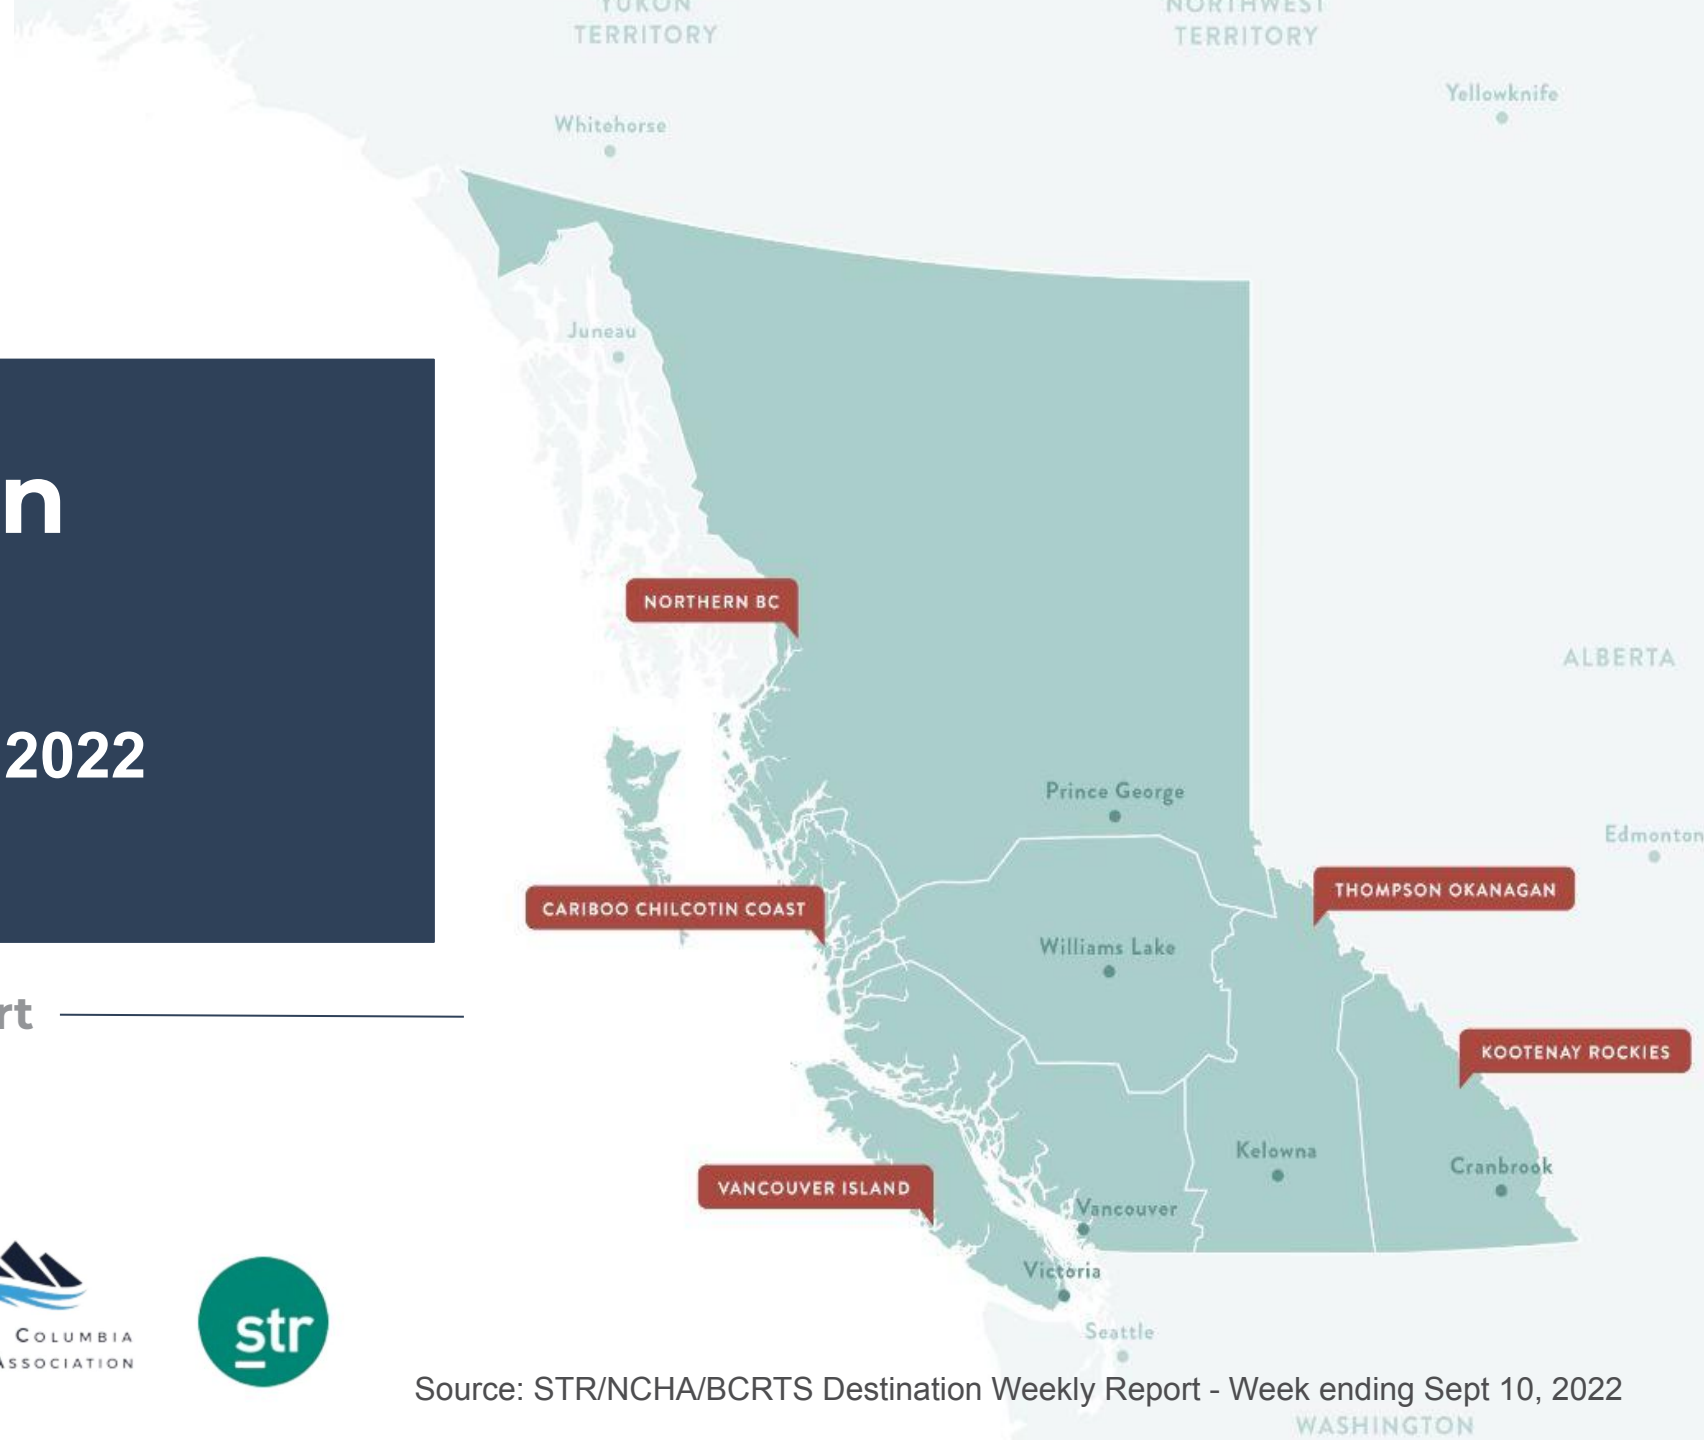 YUKON
TERRITORY
NORTHWEST
TERRITORY
Yellowknife
Whitehorse
Juneau
n
NORTHERN BC
ALBERTA
2022
Prince George
Edmonton
THOMPSON OKANAGAN
CARIBOO CHILCOTIN COAST
Williams Lake
rt
KOOTENAY ROCKIES
Kelowna
Cranbrook
VANCOUVER ISLAND
Vancouver
Victoria
str
COLUMBIA
ASSOCIATION
Seattle
Source: STR/NCHA/BCRTS Destination Weekly Report - Week ending Sept 10, 2022
WASHINGTON